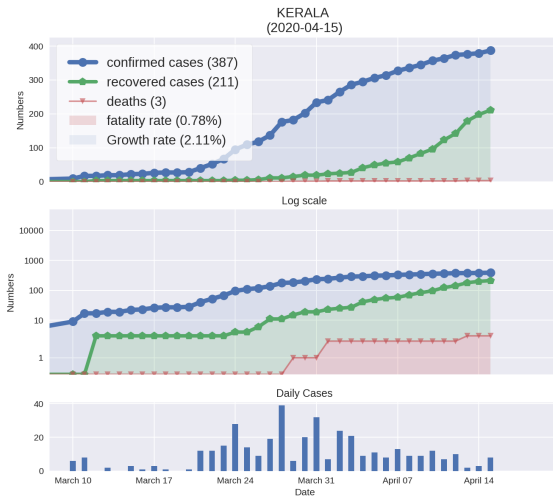 KERALA
(2020-04-15)
400
300
200
100
0
Numbers
confirmed cases (387)
recovered cases (211)
deaths (3)
fatality rate (0.78%)
Growth rate (2.11%)
Log scale
10000
1000
100
10
1
Numbers
Daily Cases
40
20
0
March 10 March 17 March 24 March 31 April 07 April 14
Date